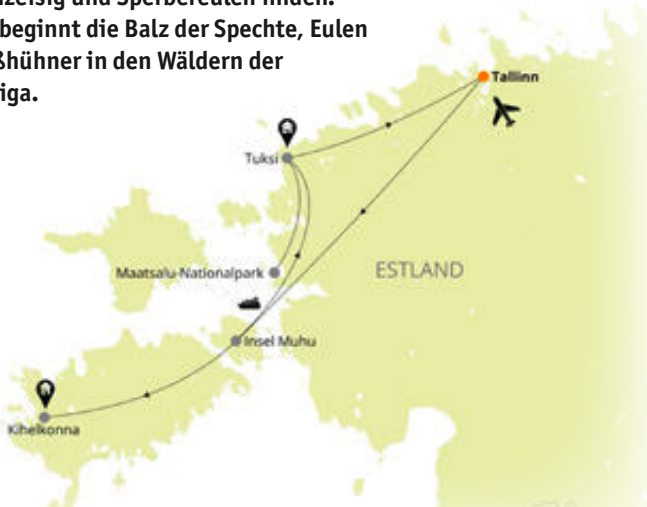 beginnt die Balz der Spechte, Eulen
in den Wäldern der
Tallinn
Tuksi
Maatsalu-Nationalpark
ESTLAND
Insel Muhu
Kihelkonna